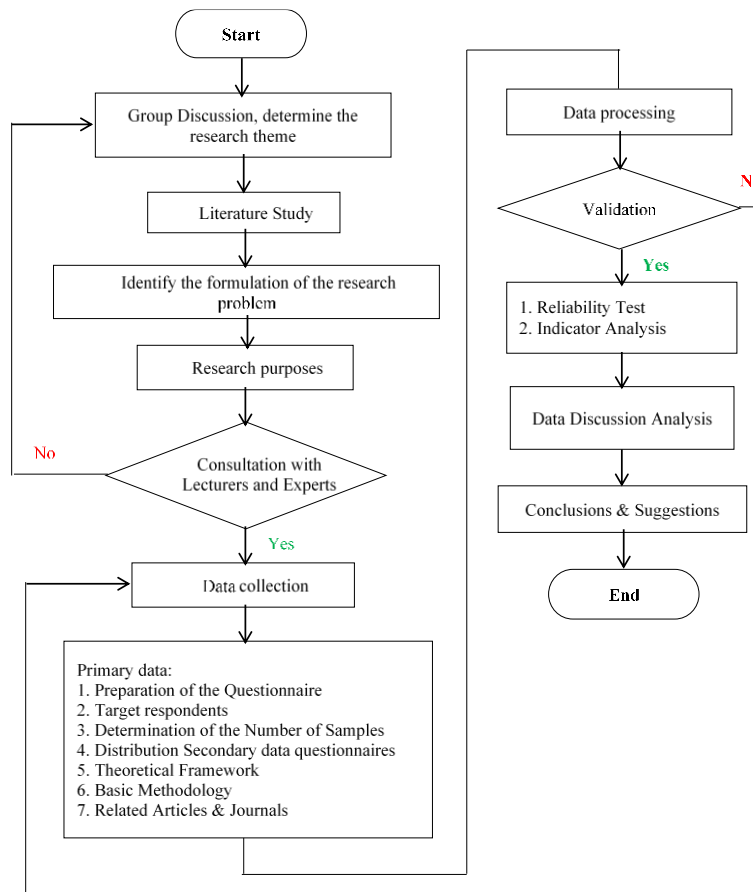 Start
Group Discussion, determine the
research theme
Literature Study
Identify the formulation of the research
problem
Research purposes
No
Consultation with
Lecturers and Experts
Yes
Data collection
Primary data:
1. Preparation of the Questionnaire
2. Target respondents
3. Determination of the Number of Samples
4. Distribution Secondary data questionnaires
5. Theoretical Framework
6. Basic Methodology
7. Related Articles & Journals
Data processing
N
Validation
Yes
1. Reliability Test
2. Indicator Analysis
Data Discussion Analysis
Conclusions & Suggestions
End